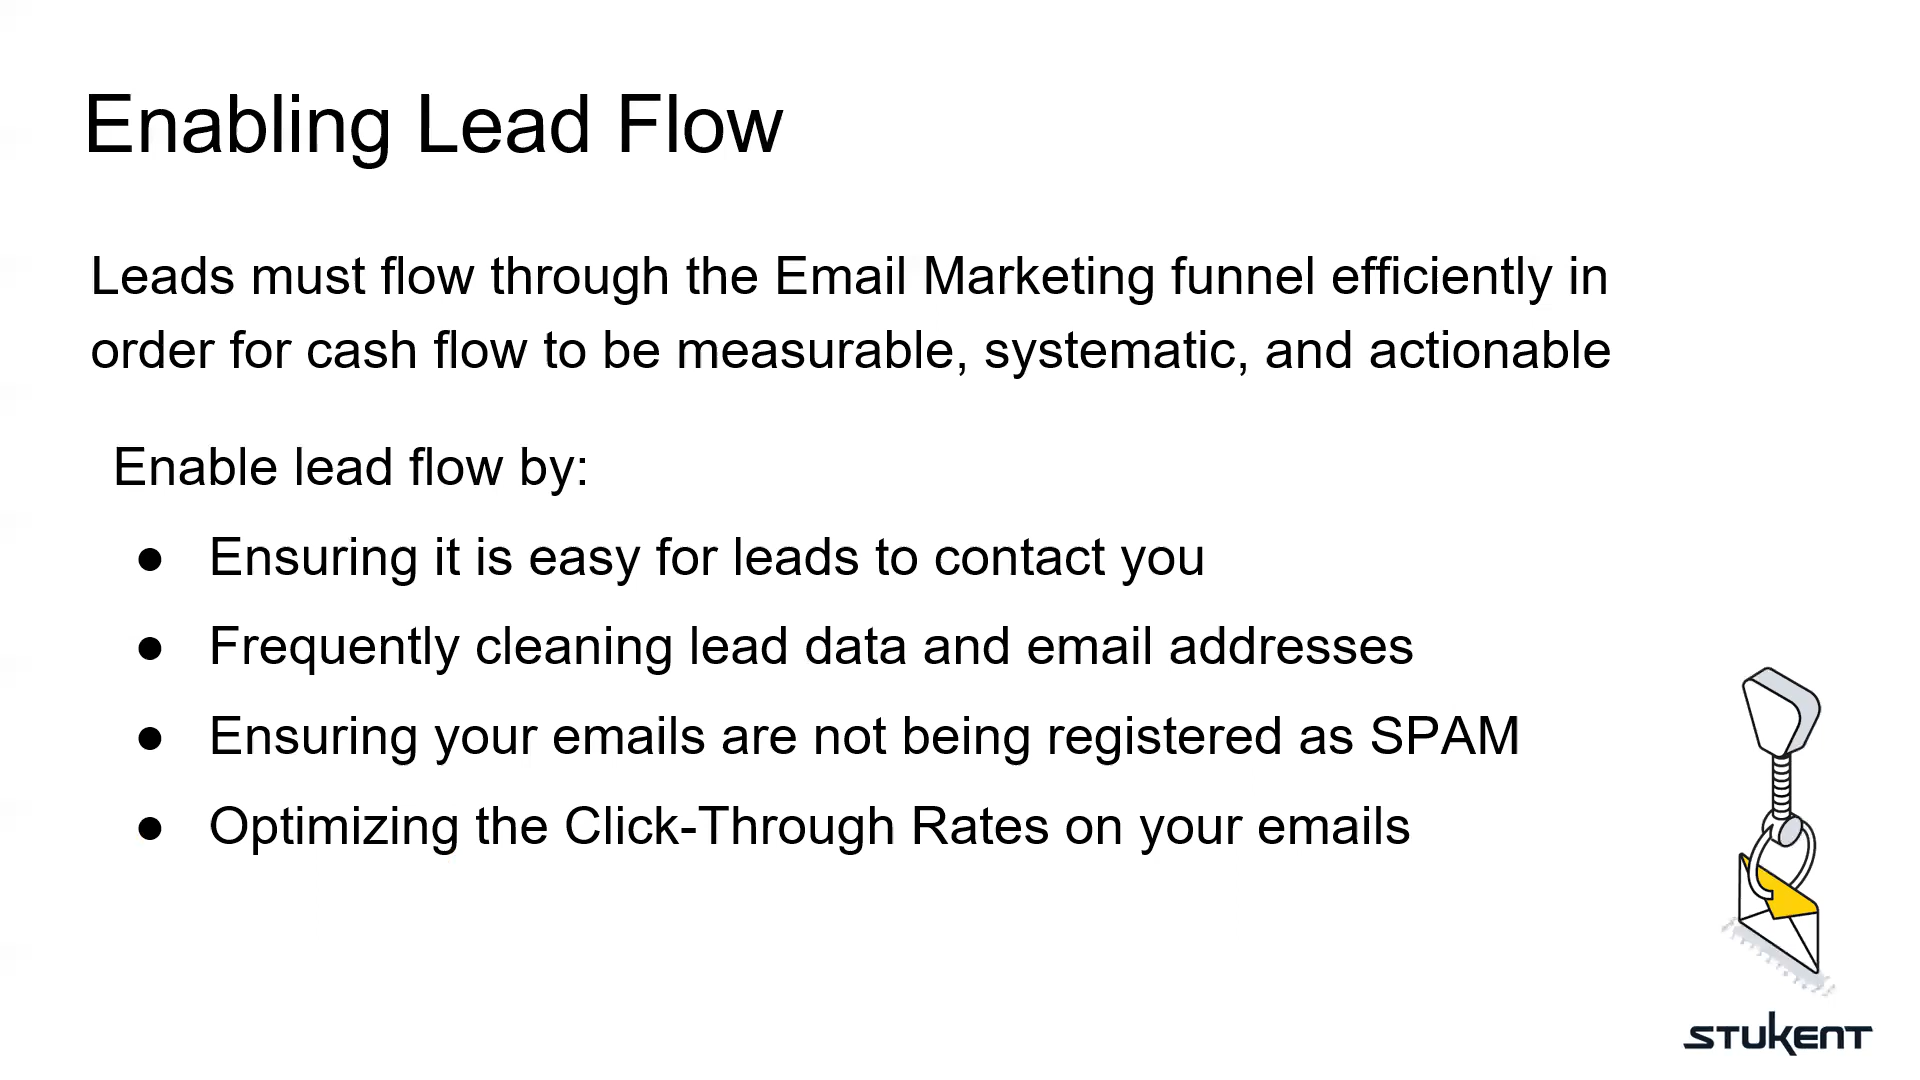 Enabling Lead Flow
Leads must flow through the Email Marketing funnel efficiently in
order for cash flow to be measurable, systematic, and actionable
Enable lead flow by:
● Ensuring it is easy for leads to contact you
● Frequently cleaning lead data and email addresses
● Ensuring your emails are not being registered as SPAM
● Optimizing the Click-Through Rates on your emails
STUKENT